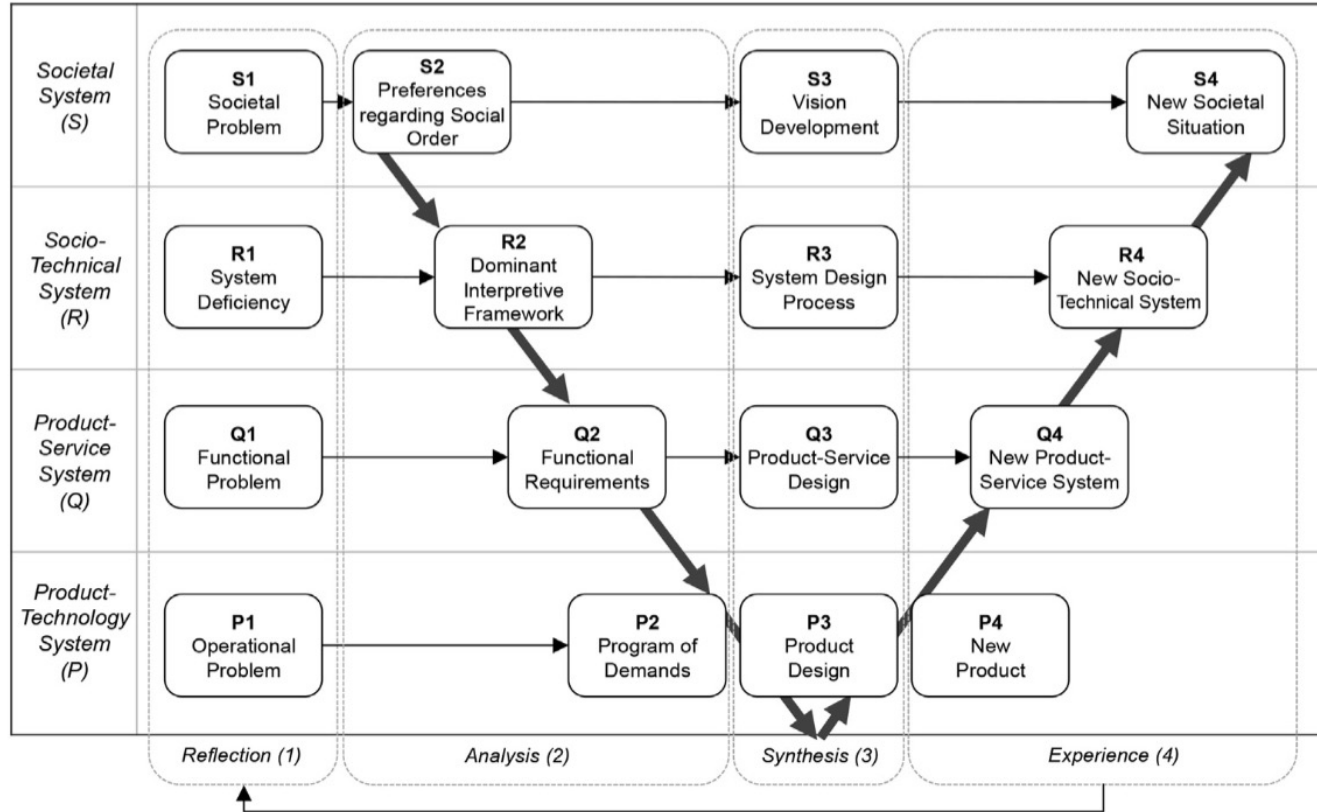 Societal
System
(S)
S1
Societal
Problem
S2
Preferences
regarding Social
Order
S3
Vision
Development
S4
New Societal
Situation
Socio-
Technical
System
(R)
R1
System
Deficiency
R2
Dominant
Interpretive
Framework
R3
System Design
Process
R4
New Socio-
Technical System
Product-
Service
System
(Q)
Q1
Functional
Problem
Q2
Functional
Requirements
Q3
Product-Service
Design
Q4
New Product-
Service System
Product-
Technology
System
(P)
P1
Operational
Problem
P2
Program of
Demands
P3
Product
Design
P4
New
Product
Reflection (1)
Analysis (2)
Synthesis (3)
Experience (4)